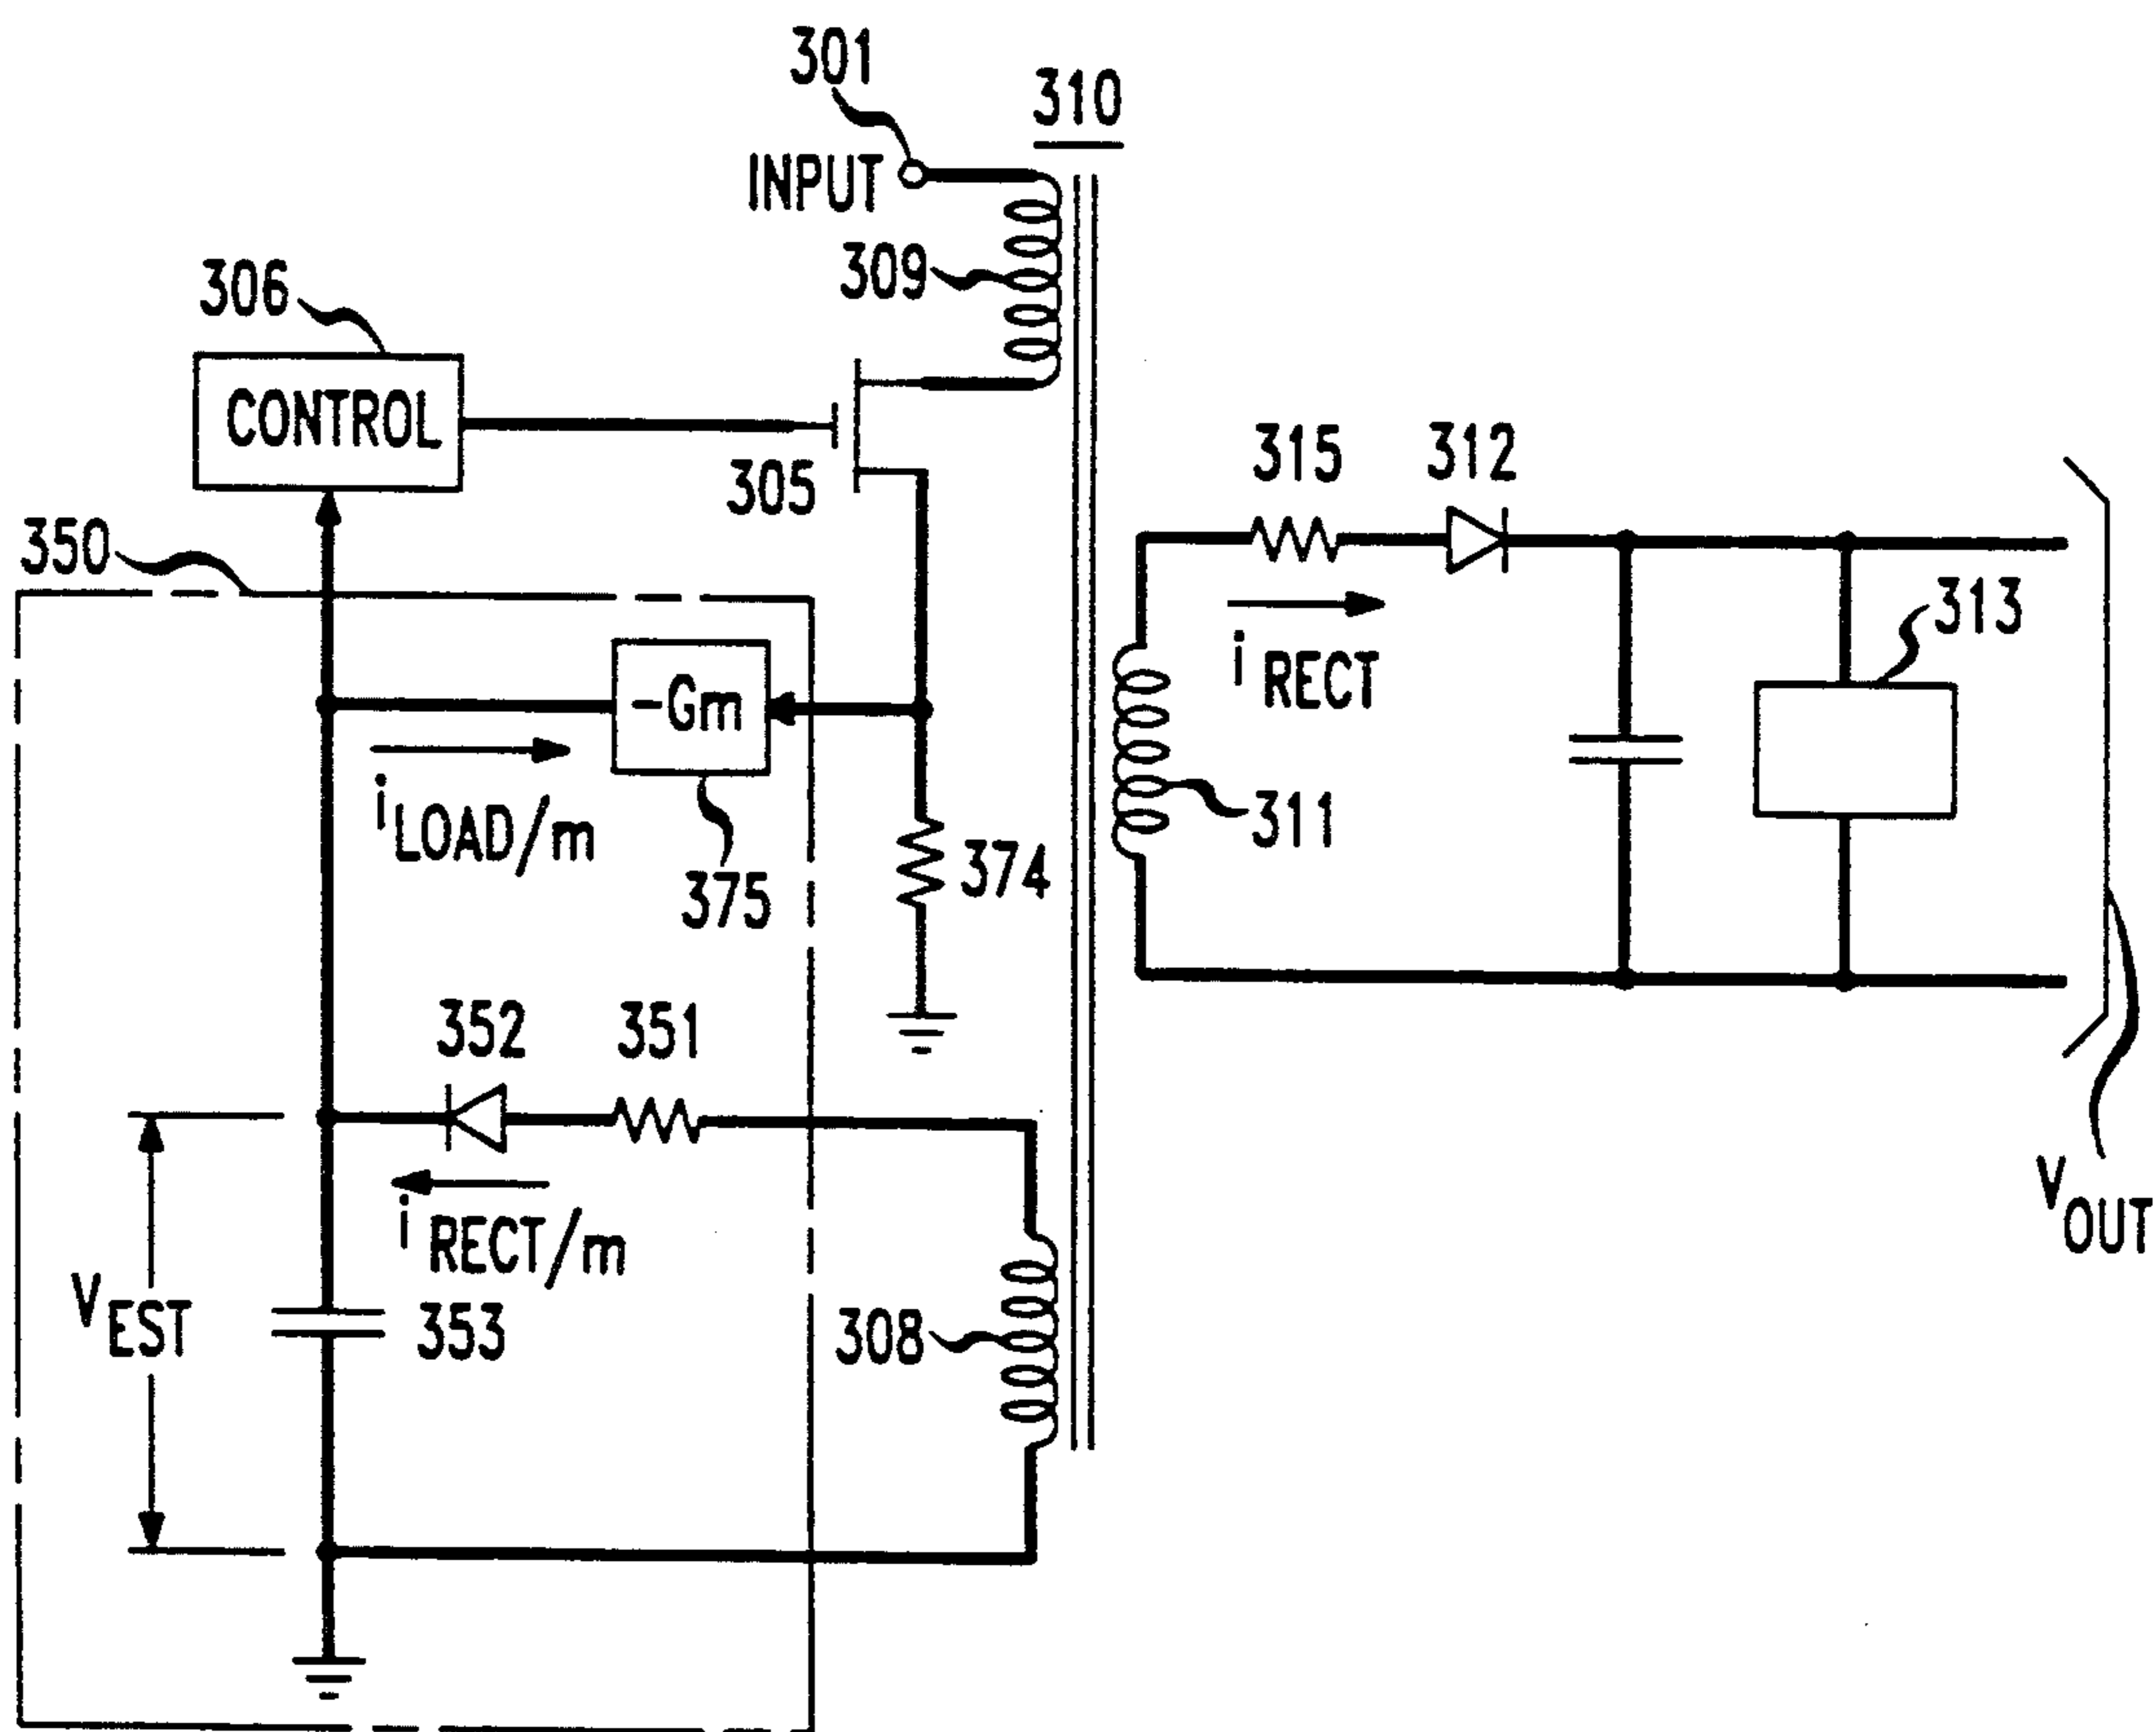 301
310
INPUT
309
306
CONTROL
305
315
312
350
313
i RECT
-Gm
i LOAD/m
311
374
375
352
351
i RECT/m
V EST
353
308
V OUT